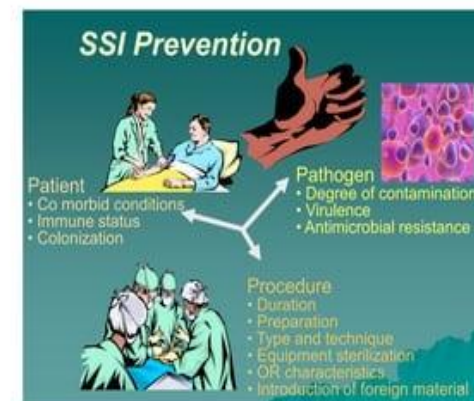 SSI Prevention
Patient
• Co morbid conditions
• Immune status
• Colonization
Pathogen
• Degree of contamination
• Virulence
• Antimicrobial resistance
Procedure
• Duration
• Preparation
• Type and technique
• Equipment sterilization
• OR characteristics
• Introduction of foreign material